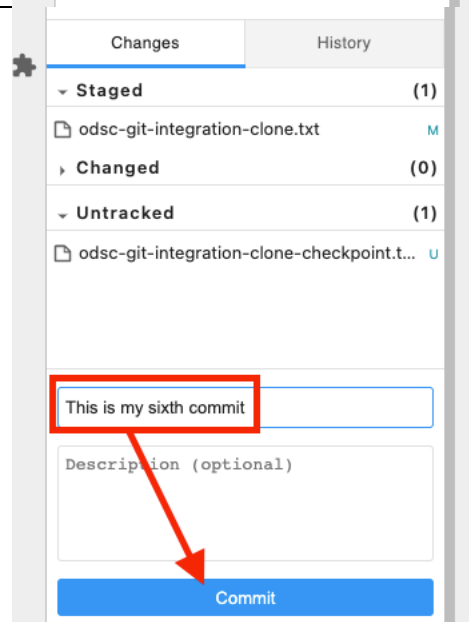 Changes History
Staged (1)
odsc-git-integration-clone.txt M
Changed (0)
Untracked (1)
odsc-git-integration-clone-checkpoint.t... U
This is my sixth commit
Description (optional)
Commit